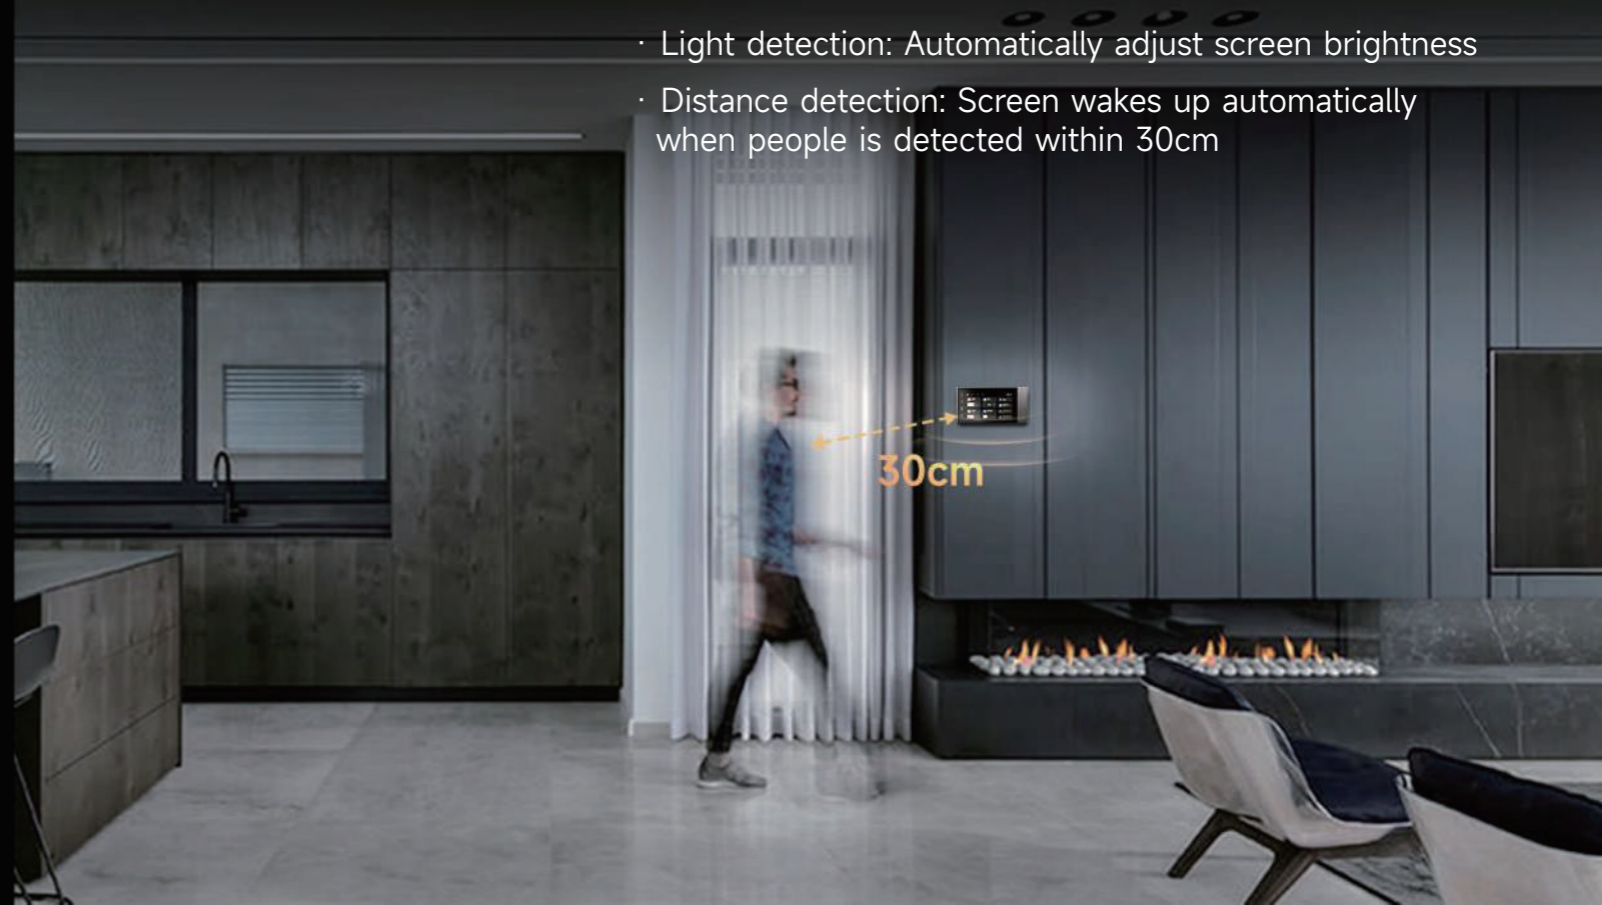 · Light detection: Automatically adjust screen brightness
· Distance detection: Screen wakes up automatically
when people is detected within 30cm
30cm